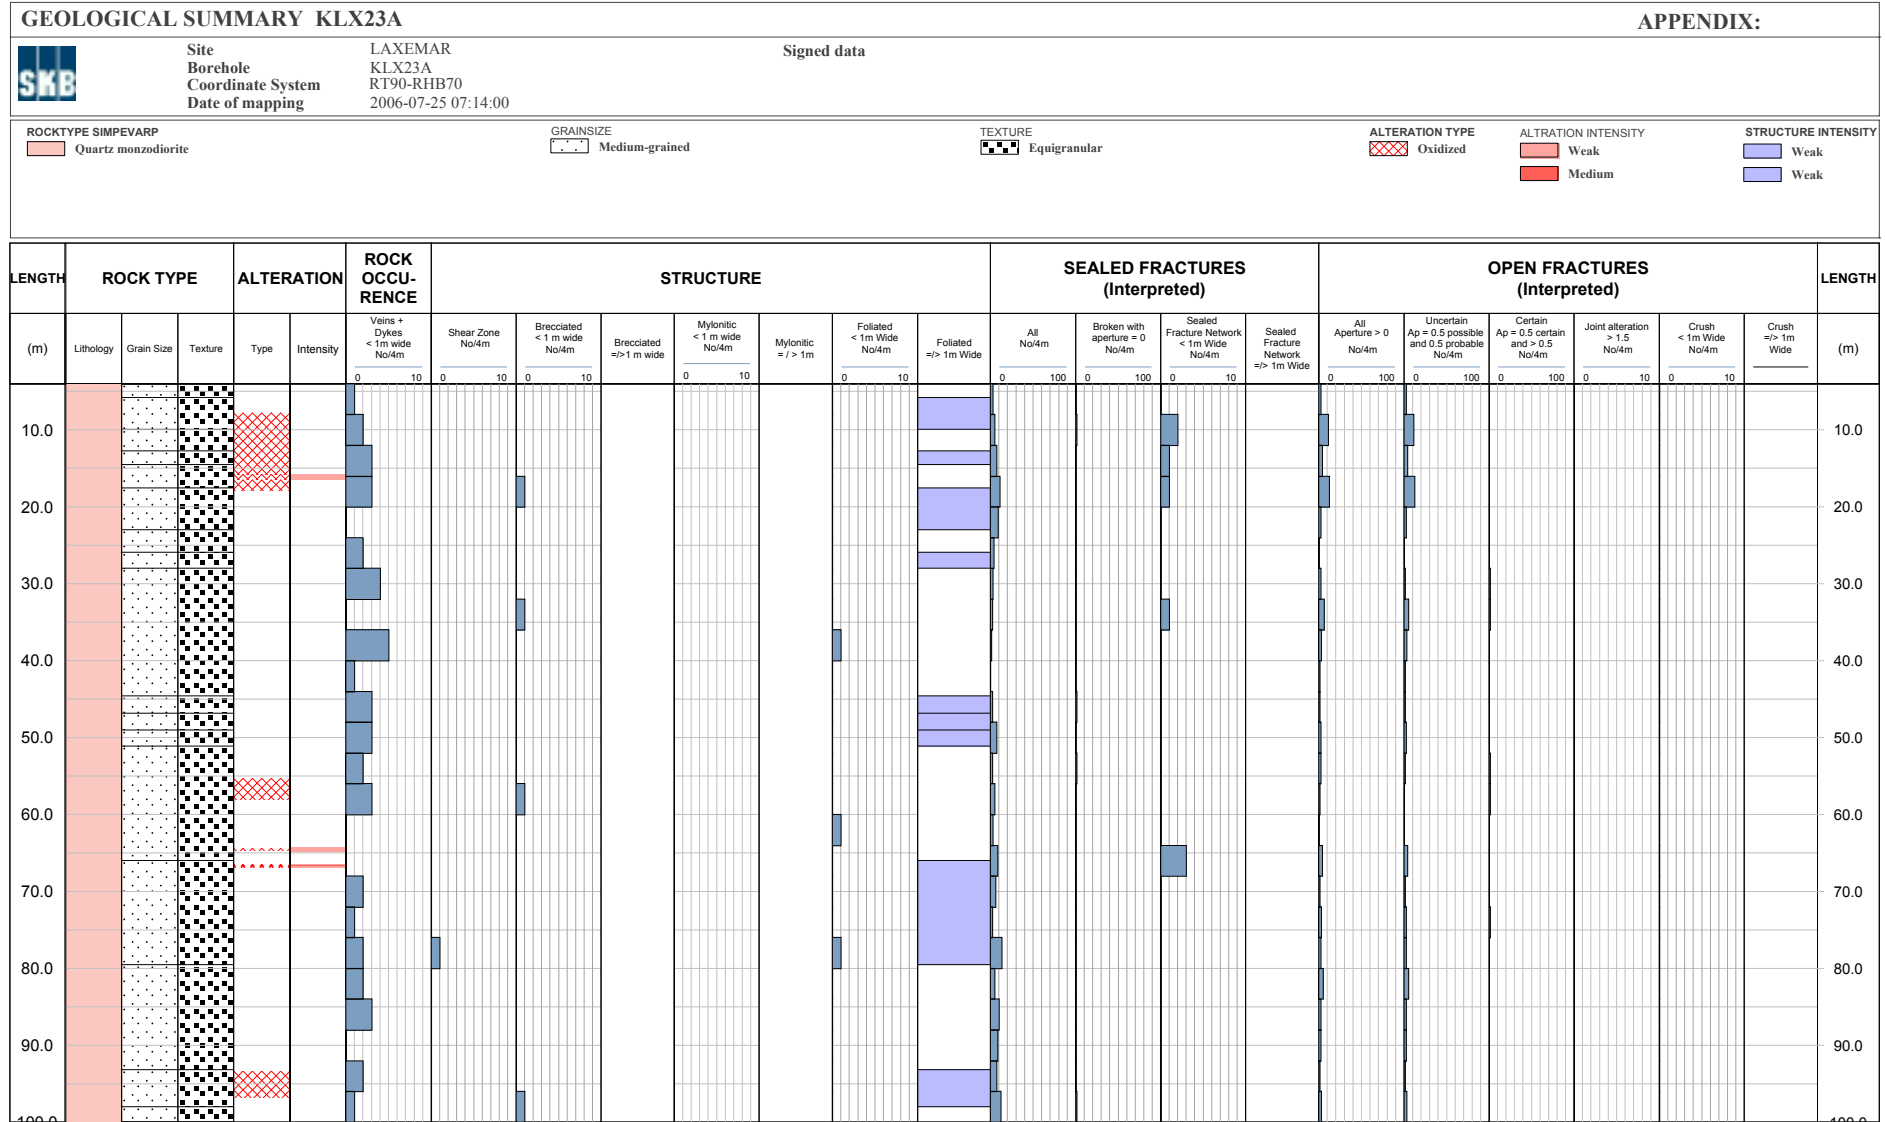 GEOLOGICAL SUMMARY KLX23A
APPENDIX:
SKB
Site LAXEMAR
Borehole KLX23A
Coordinate System RT90-RHB70
Date of mapping 2006-07-25 07:14:00
Signed data
ROCKTYPE SIMPEVARP
Quartz monzodiorite
GRAINSIZE
Medium-grained
TEXTURE
Equigranular
ALTERATION TYPE
Oxidized
ALTRATION INTENSITY
Weak
Medium
STRUCTURE INTENSITY
Weak
Weak
LENGTH
ROCK TYPE
ALTERATION
ROCK
OCCU-
RENCE
STRUCTURE
SEALED FRACTURES
(Interpreted)
OPEN FRACTURES
(Interpreted)
LENGTH
(m)
Lithology
Grain Size
Texture
Type
Intensity
Veins +
Dykes
< 1m wide
No/4m
0 10
Shear Zone
No/4m
0 10
Brecciated
< 1 m wide
No/4m
0 10
Brecciated
=/>1 m wide
Mylonitic
< 1 m wide
No/4m
0 10
Mylonitic
= / > 1m
Foliated
< 1m Wide
No/4m
0 10
Foliated
=/> 1m Wide
All
No/4m
0 100
Broken with
aperture = 0
No/4m
0 100
Sealed
Fracture Network
< 1m Wide
No/4m
0 10
Sealed
Fracture
Network
=/> 1m Wide
All
Aperture > 0
No/4m
0 100
Uncertain
Ap = 0.5 possible
and 0.5 probable
No/4m
0 100
Certain
Ap = 0.5 certain
and > 0.5
No/4m
0 100
Joint alteration
> 1.5
No/4m
0 10
Crush
< 1m Wide
No/4m
0 10
Crush
=/> 1m
Wide
(m)
10.0 10.0
20.0 20.0
30.0 30.0
40.0 40.0
50.0 50.0
60.0 60.0
70.0 70.0
80.0 80.0
90.0 90.0
100.0 100.0